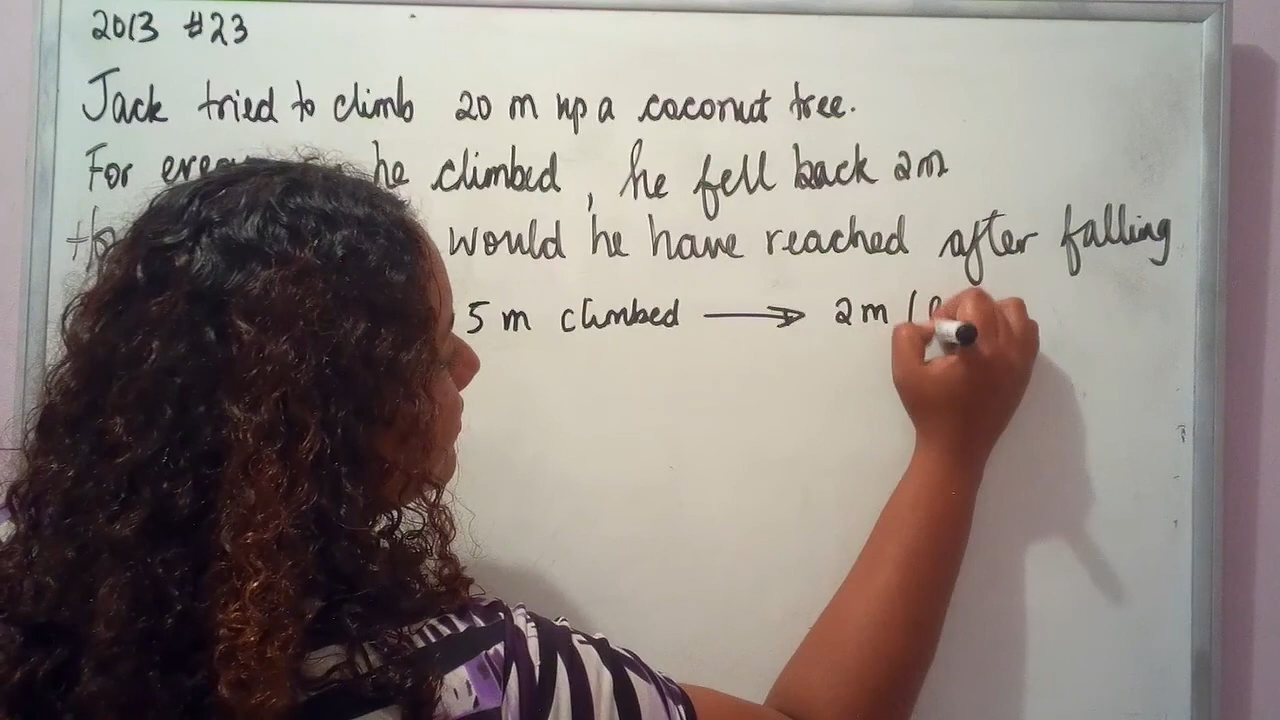 2013 #23
Jack tried to climb 20 m up a coconut tree.
For he climbed, he fell back 2m
would he have reached after falling
5 m climbed → 2m